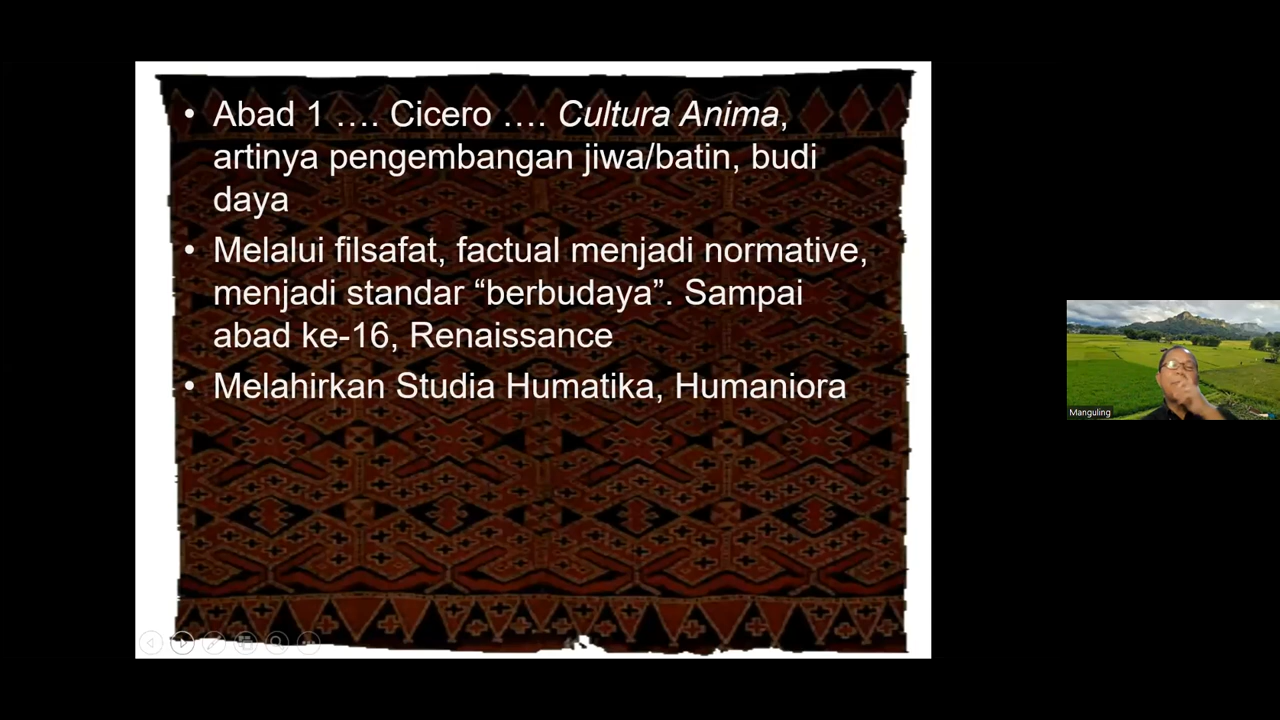 • Abad 1 …. Cicero …. Cultura Anima,
artinya pengembangan jiwa/batin, budi
daya
• Melalui filsafat, factual menjadi normative,
menjadi standar “berbudaya”. Sampai
abad ke-16, Renaissance
• Melahirkan Studia Humatika, Humaniora
Manguling